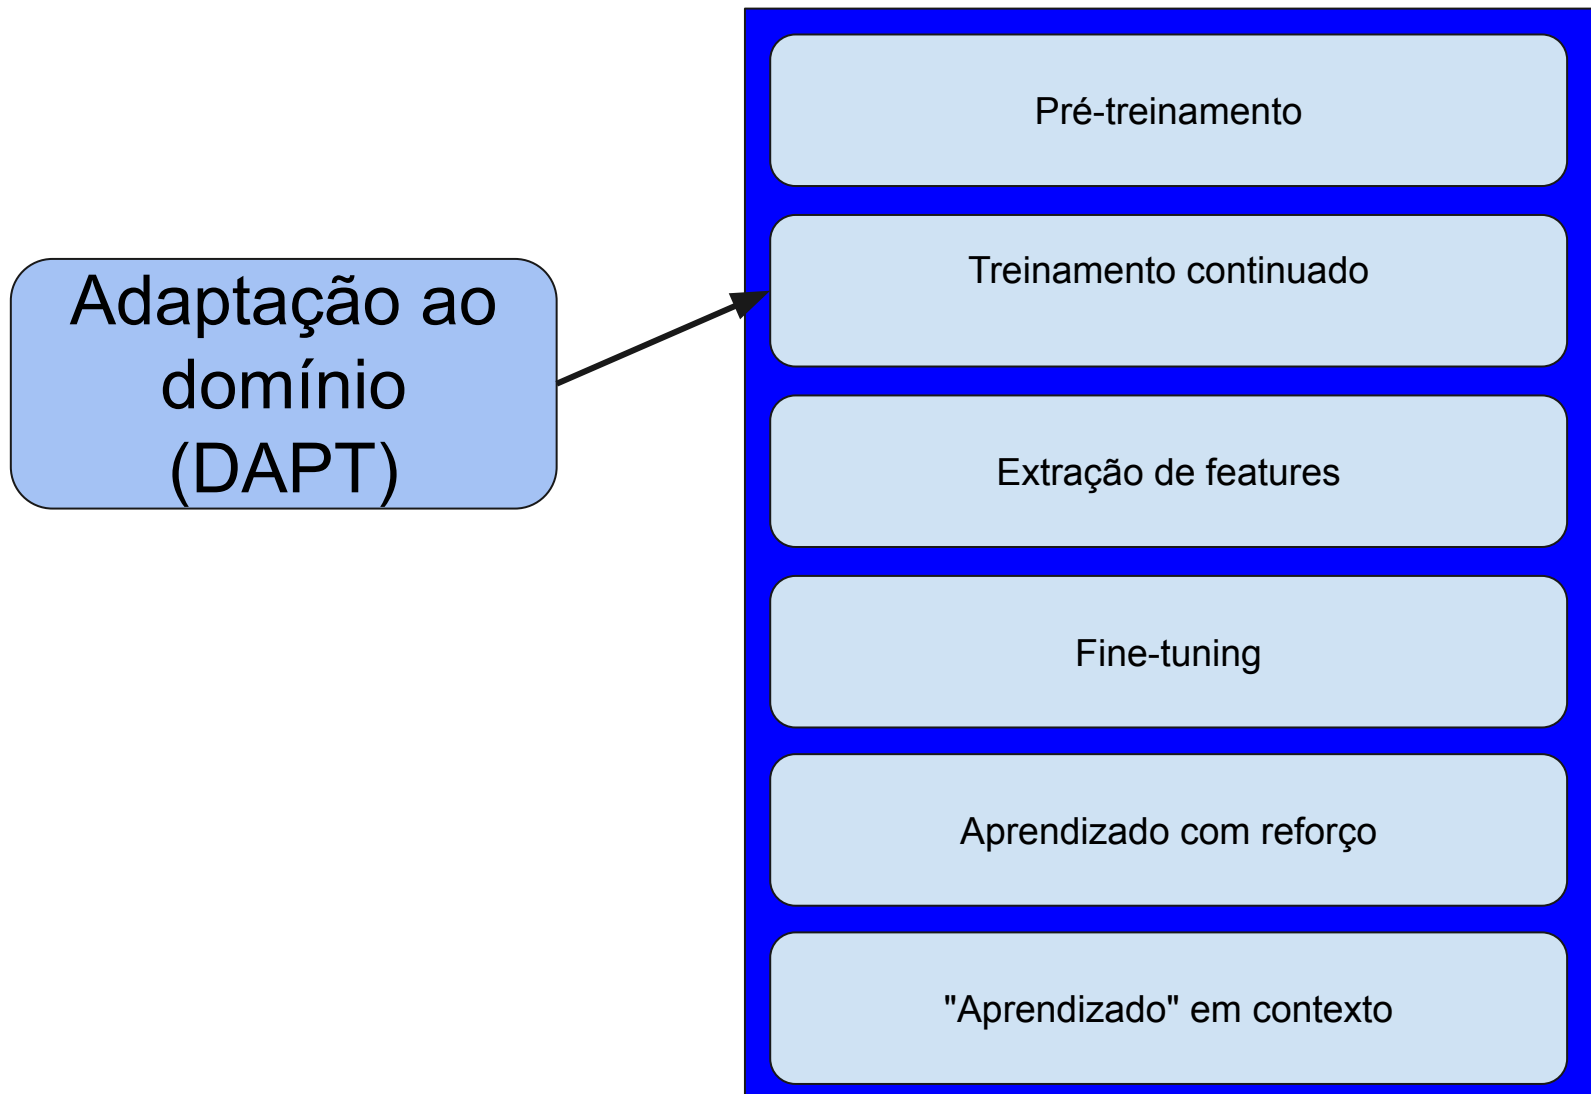 Adaptação ao
domínio
(DAPT)
Pré-treinamento
Treinamento continuado
Extração de features
Fine-tuning
Aprendizado com reforço
"Aprendizado" em contexto